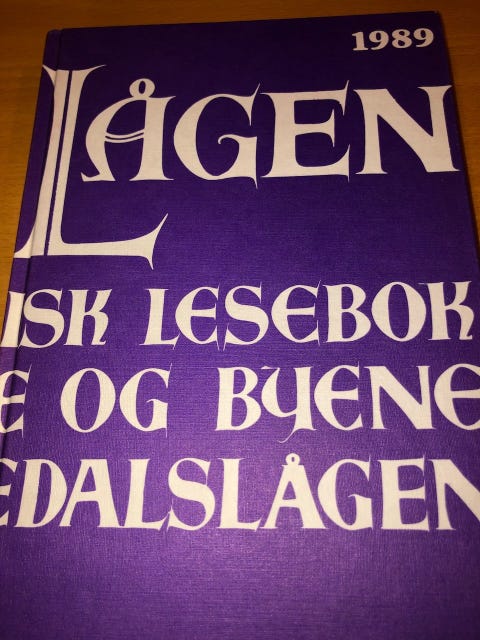 1989
LÅGEN
ISK LESEBOK
E OG BYENE
EDALSLÅGEN